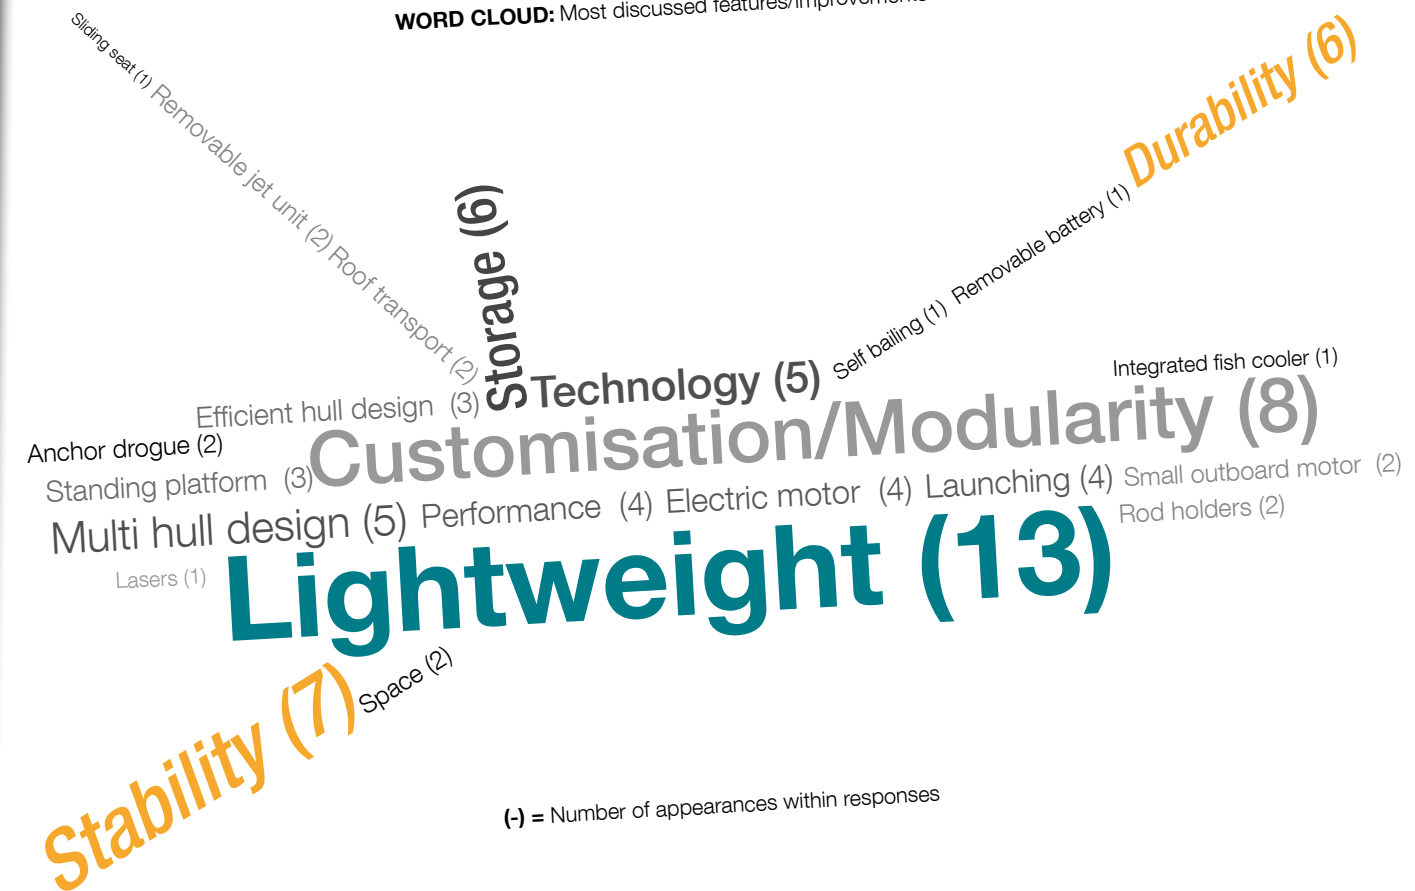 WORD CLOUD: Most discussed features/improvements
Sliding seat (1)
Removable jet unit (2)
Roof transport (2)
Storage (6)
Durability (6)
Removable battery (1)
Self bailing (1)
Technology (5)
Integrated fish cooler (1)
Efficient hull design (3)
Customisation/Modularity (8)
Anchor drogue (2)
Standing platform (3)
Multi hull design (5)
Performance (4)
Electric motor (4)
Launching (4)
Small outboard motor (2)
Rod holders (2)
Lasers (1)
Lightweight (13)
Stability (7)
Space (2)
(-) = Number of appearances within responses